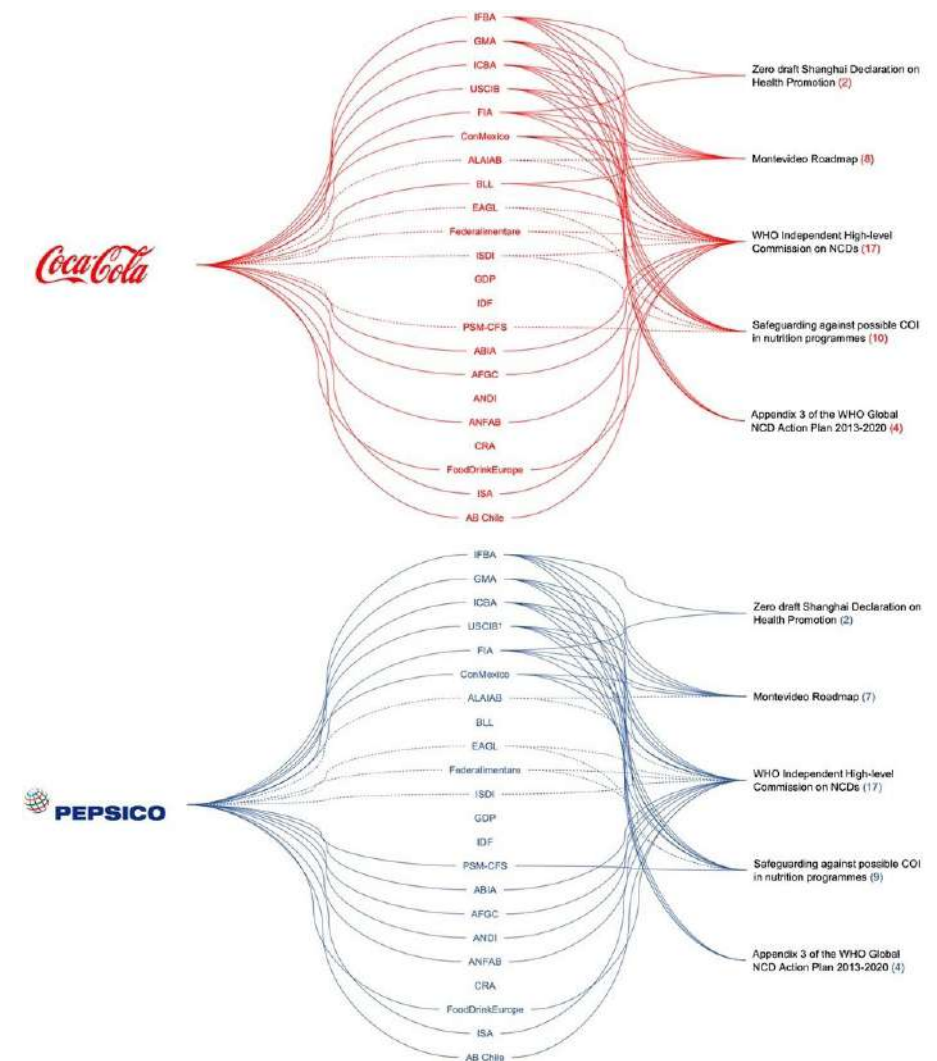 IFBA
GMA
ICBA
USCIB
FIA
ConMexico
ALAIAB
BLL
EAGL
Federalimentare
ISDI
GDP
IDF
PSM-CFS
ABIA
AFGC
ANDI
ANFAB
CRA
FoodDrinkEurope
ISA
AB Chile
Coca-Cola
Zero draft Shanghai Declaration on
Health Promotion (2)
Montevideo Roadmap (8)
WHO Independent High-level
Commission on NCDs (17)
Safeguarding against possible COI
in nutrition programmes (10)
Appendix 3 of the WHO Global
NCD Action Plan 2013-2020 (4)
IFBA
GMA
ICBA
USCIB†
FIA
ConMexico
ALAIAB
BLL
EAGL
Federalimentare
ISDI
GDP
IDF
PSM-CFS
ABIA
AFGC
ANDI
ANFAB
CRA
FoodDrinkEurope
ISA
AB Chile
PEPSICO
Zero draft Shanghai Declaration on
Health Promotion (2)
Montevideo Roadmap (7)
WHO Independent High-level
Commission on NCDs (17)
Safeguarding against possible COI
in nutrition programmes (9)
Appendix 3 of the WHO Global
NCD Action Plan 2013-2020 (4)